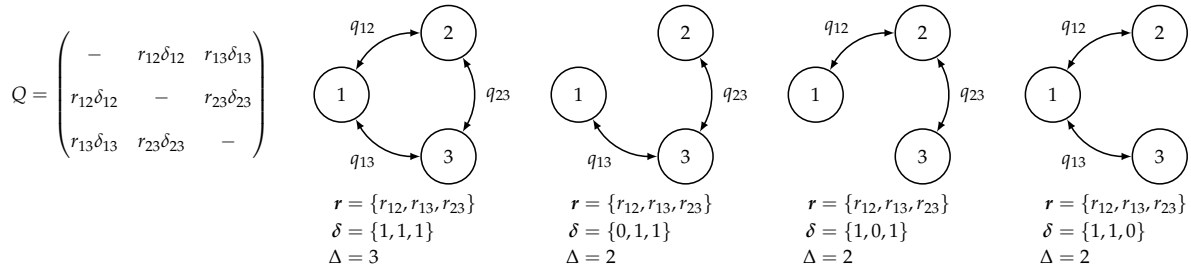 Q = ( − r₁₂δ₁₂ r₁₃δ₁₃
r₁₂δ₁₂ − r₂₃δ₂₃
r₁₃δ₁₃ r₂₃δ₂₃ − )
q₁₂ 2
1 q₂₃
q₁₃ 3
r = {r₁₂, r₁₃, r₂₃}
δ = {1, 1, 1}
Δ = 3
2
1 q₂₃
q₁₃ 3
r = {r₁₂, r₁₃, r₂₃}
δ = {0, 1, 1}
Δ = 2
q₁₂ 2
1 q₂₃
3
r = {r₁₂, r₁₃, r₂₃}
δ = {1, 0, 1}
Δ = 2
q₁₂ 2
1
q₁₃ 3
r = {r₁₂, r₁₃, r₂₃}
δ = {1, 1, 0}
Δ = 2